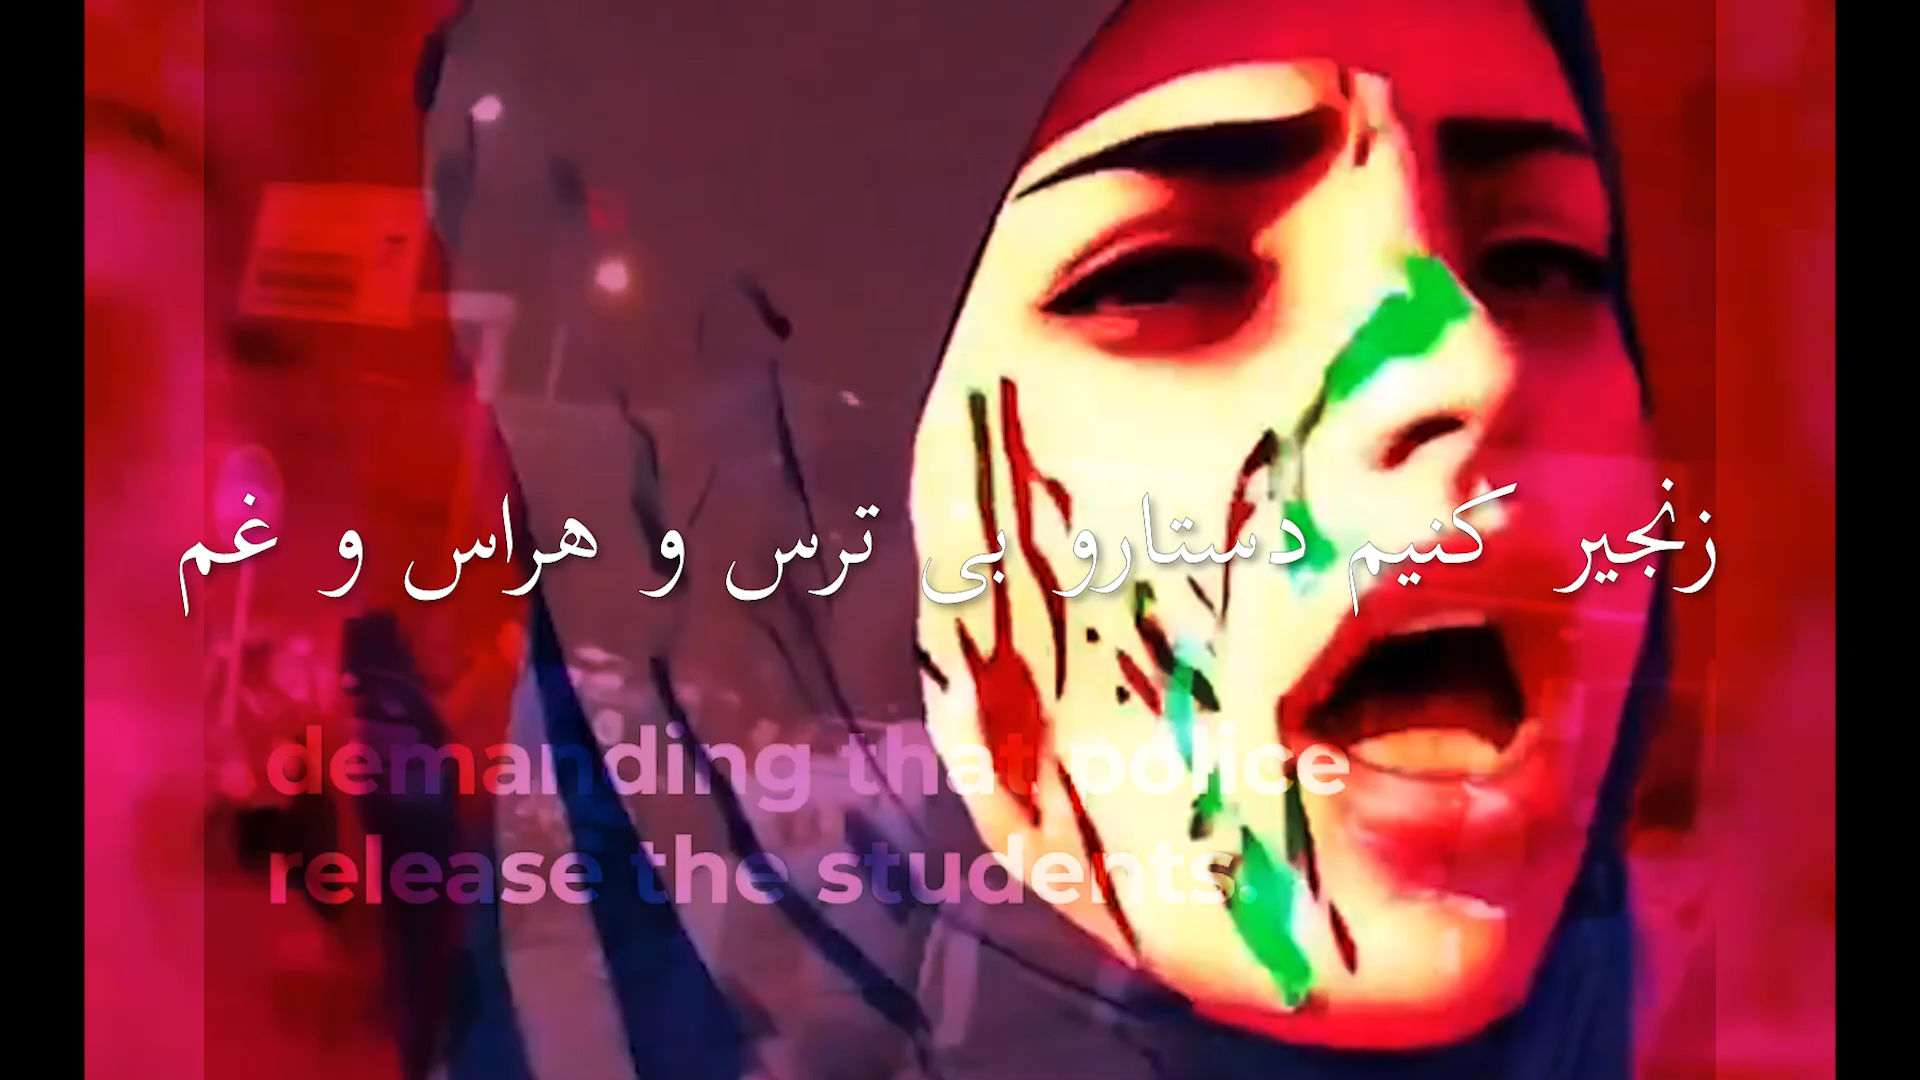 زنجیر کنیم دستارو بی ترس و هراس و غم
demanding that police
release the students.